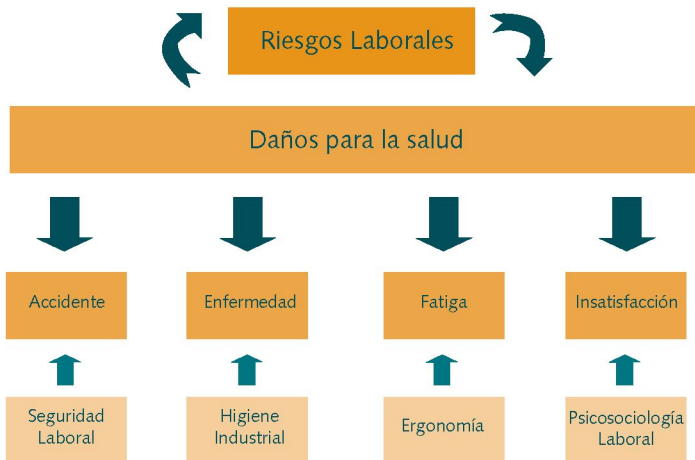 Riesgos Laborales
Daños para la salud
Accidente
Enfermedad
Fatiga
Insatisfacción
Seguridad
Laboral
Higiene
Industrial
Ergonomía
Psicosociología
Laboral